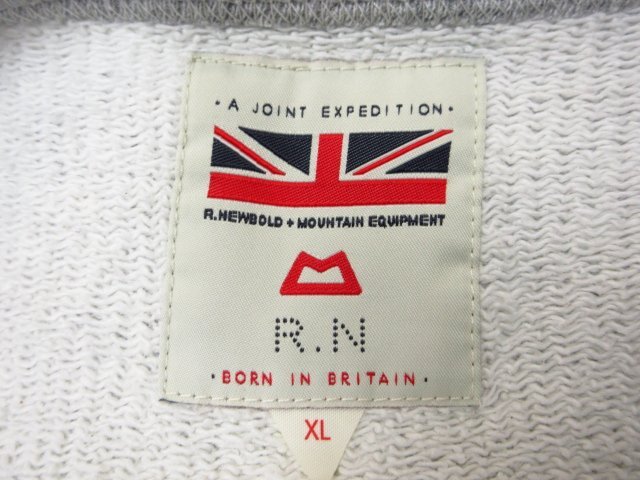 · A JOINT EXPEDITION ·
R.NEWBOLD + MOUNTAIN EQUIPMENT
R.N
· BORN IN BRITAIN ·
XL